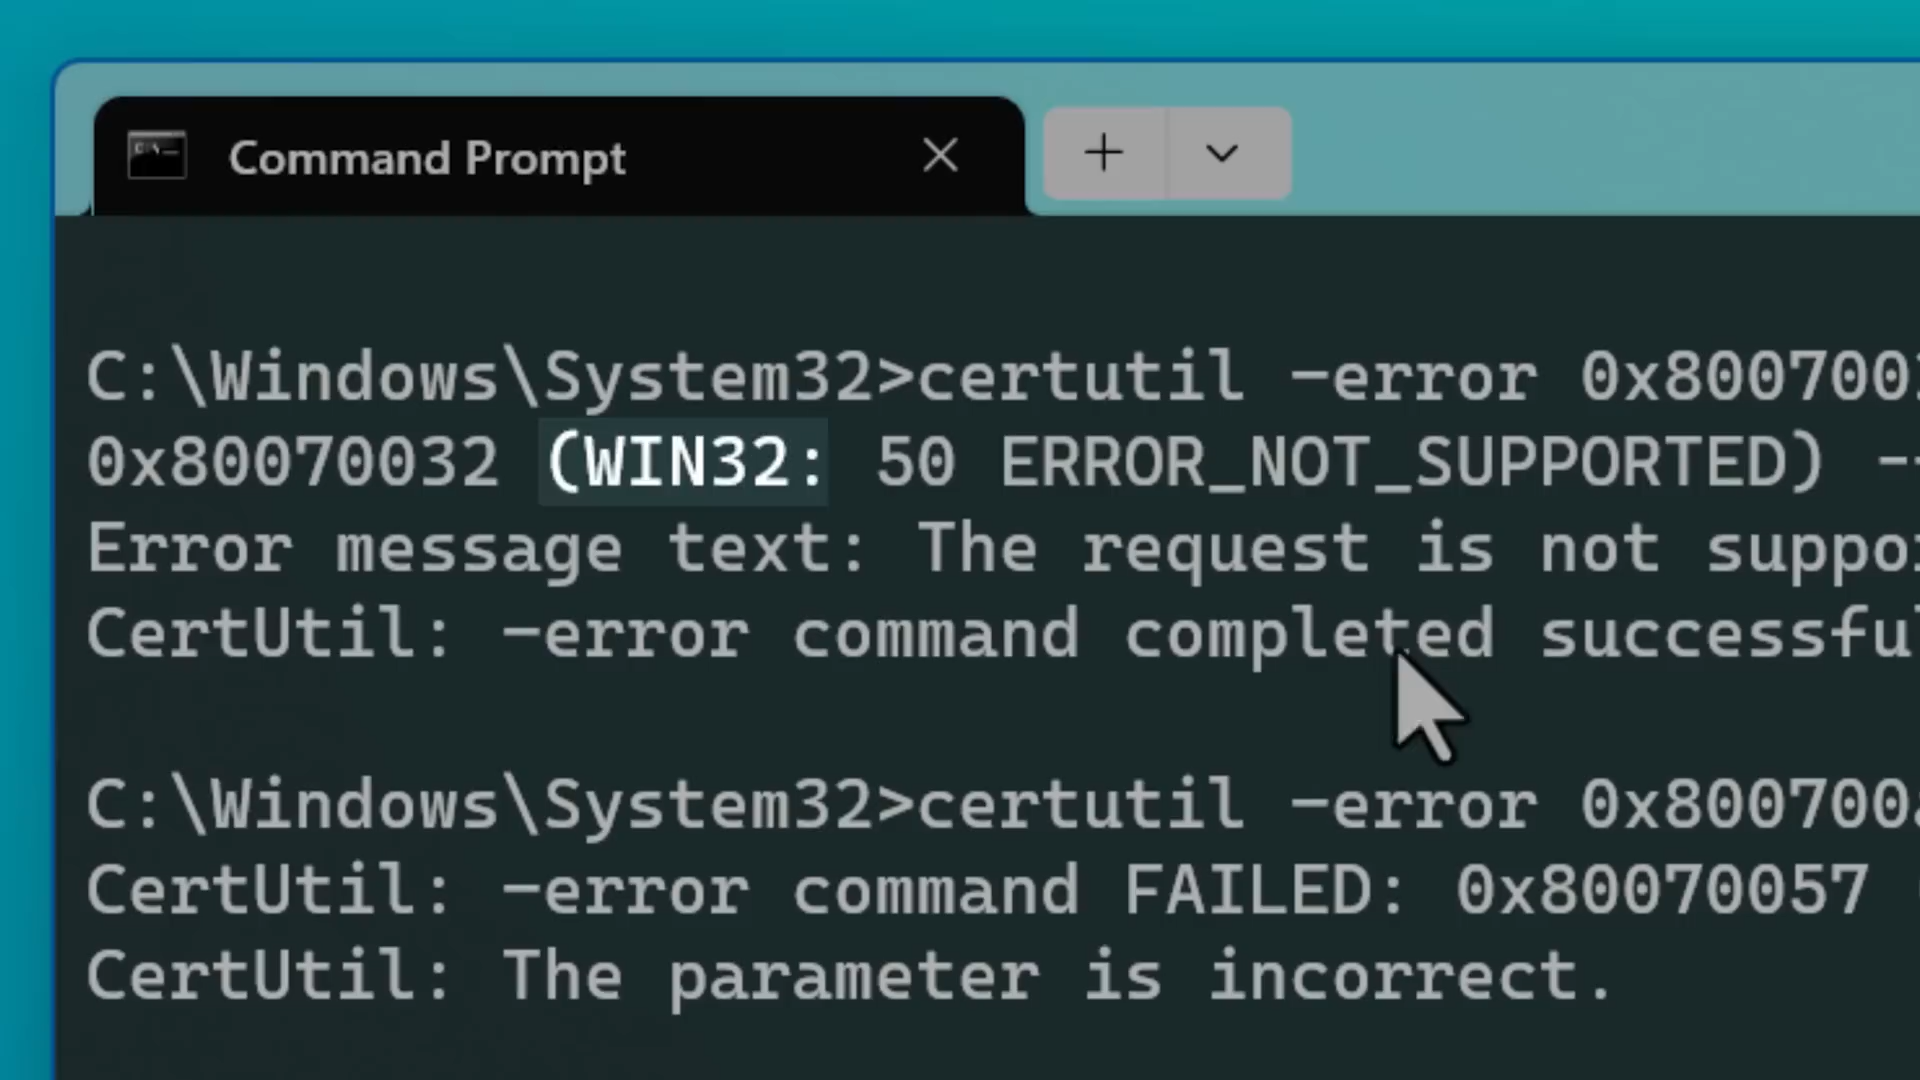 Command Prompt
C:\Windows\System32>certutil -error
0x80070032 (WIN32: 50 ERROR_NOT_SUPPORTED)
Error message text: The request is not
CertUtil: -error command completed
C:\Windows\System32>certutil -error
CertUtil: -error command FAILED: 0x80070057
CertUtil: The parameter is incorrect.